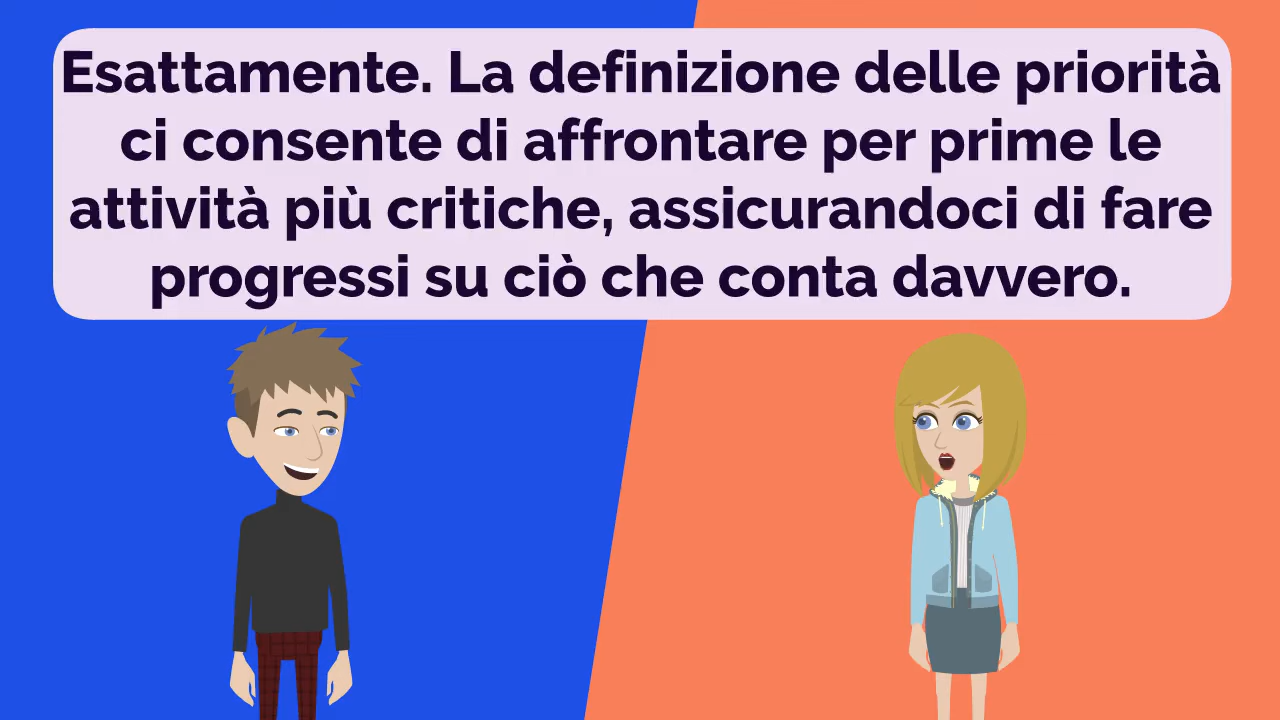 Esattamente. La definizione delle priorità
ci consente di affrontare per prime le
attività più critiche, assicurandoci di fare
progressi su ciò che conta davvero.